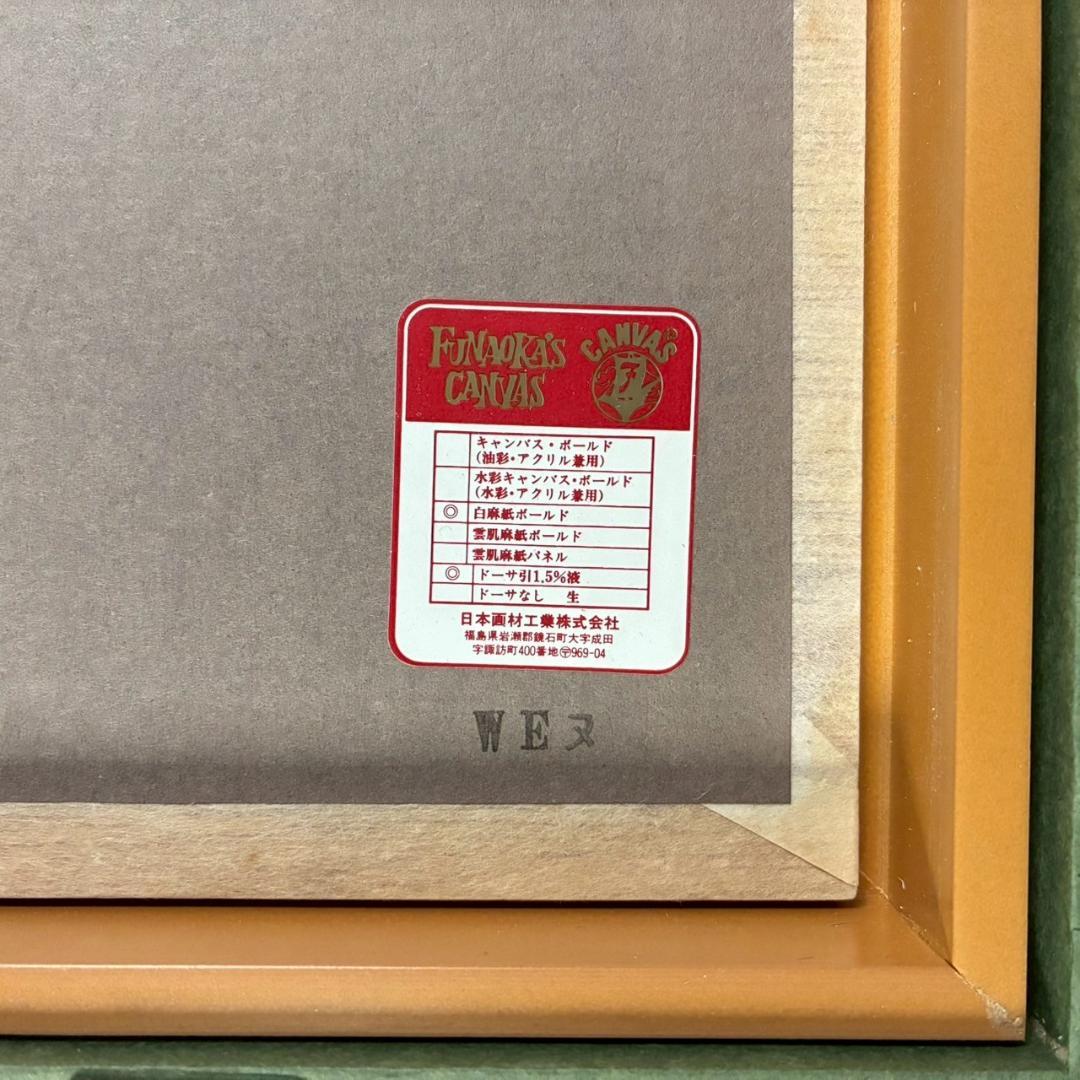 FUNAOKA'S
CANVAS
CANVAS®
キャンバス・ボールド
(油彩・アクリル兼用)
水彩キャンバス・ボールド
(水彩・アクリル兼用)
◎ 白麻紙ボールド
雲肌麻紙ボールド
雲肌麻紙パネル
◎ ドーサ引1.5%液
ドーサなし 生
日本画材工業株式会社
福島県岩瀬郡鏡石町大字成田
字諏訪町400番地〶969-04
WEヌ